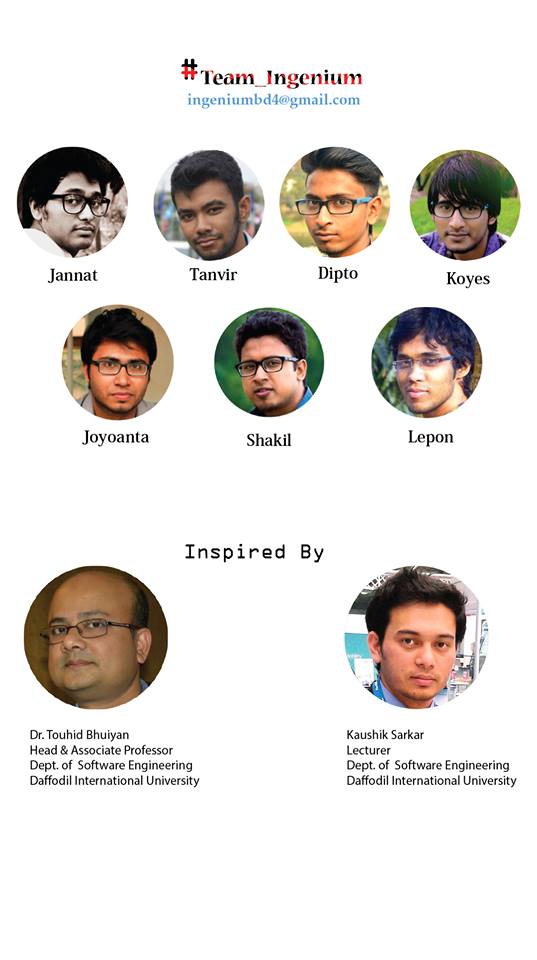 #Team_Ingenium
ingeniumbd4@gmail.com
Jannat
Tanvir
Dipto
Koyes
Joyoanta
Shakil
Lepon
Inspired By
Dr. Touhid Bhuiyan
Head & Associate Professor
Dept. of Software Engineering
Daffodil International University
Kaushik Sarkar
Lecturer
Dept. of Software Engineering
Daffodil International University